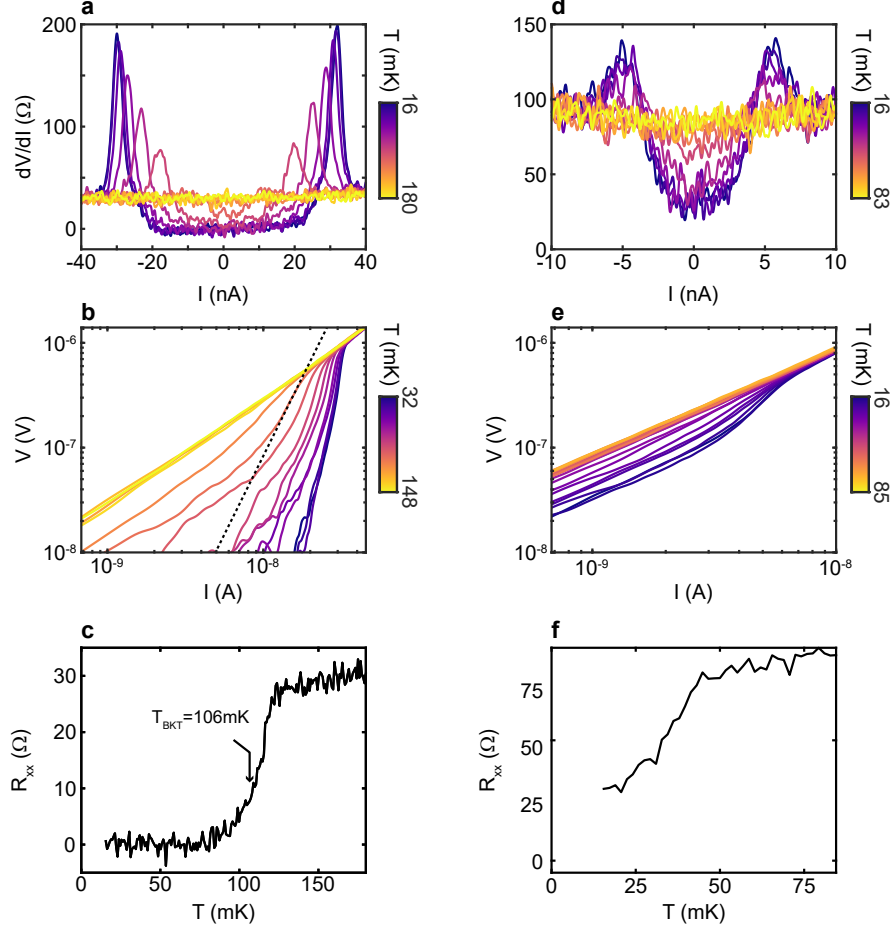 a
200
150
100
50
0
dV/dI (Ω)
-40 -20 0 20 40
I (nA)
T (mK)
16
180
d
150
100
50
0
-10 -5 0 5 10
I (nA)
T (mK)
16
83
b
10⁻⁶
10⁻⁷
10⁻⁸
V (V)
10⁻⁹ 10⁻⁸
I (A)
T (mK)
32
148
e
10⁻⁶
10⁻⁷
10⁻⁸
V (V)
10⁻⁹ 10⁻⁸
I (A)
T (mK)
16
85
c
30
20
10
0
Rxx (Ω)
TBKT=106mK
0 50 100 150
T (mK)
f
75
50
25
0
Rxx (Ω)
0 25 50 75
T (mK)